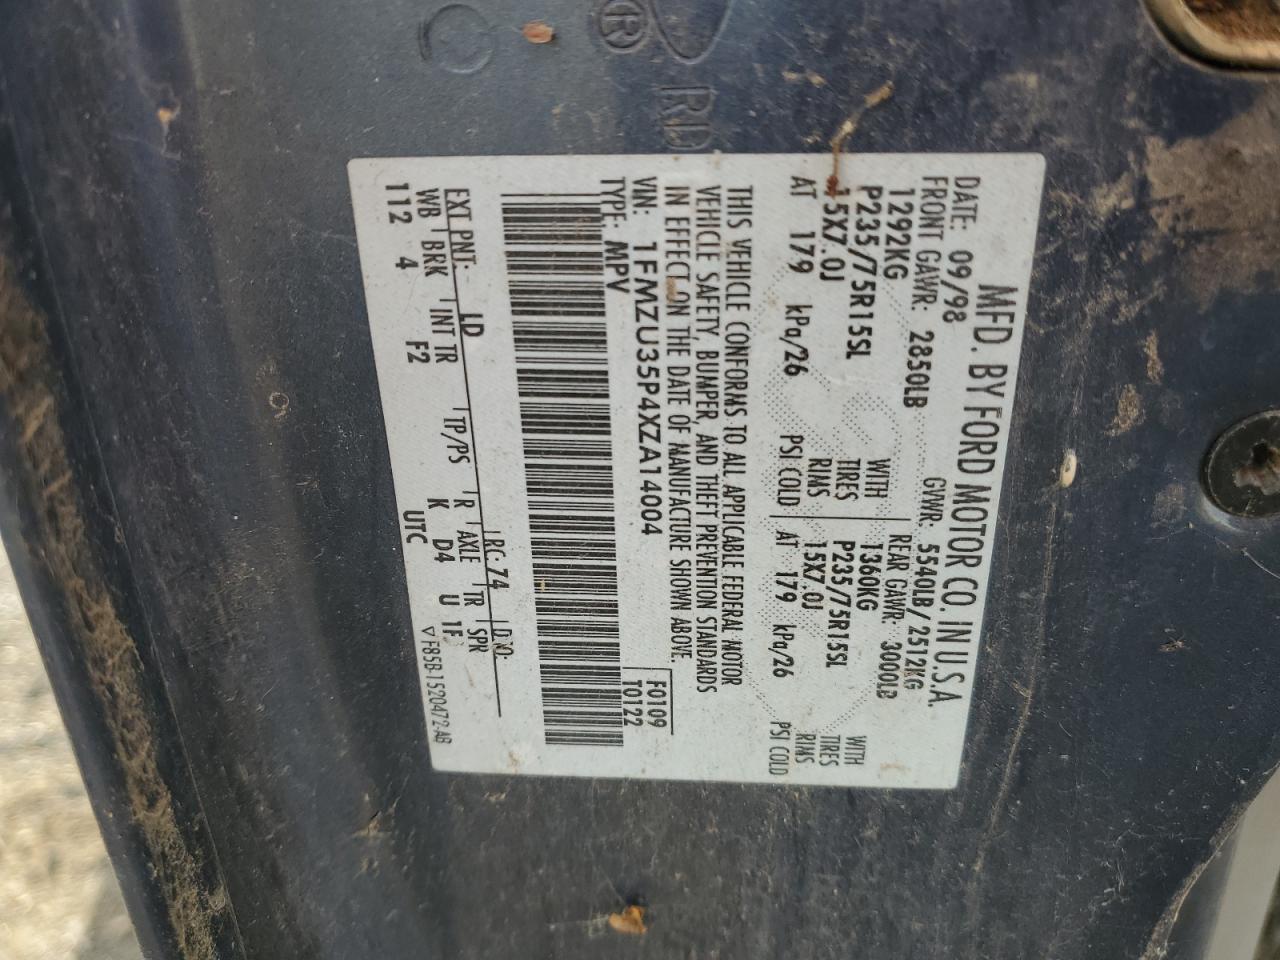 ® RD
MFD. BY FORD MOTOR CO. IN U.S.A.
DATE: 09/98 GVWR: 5540LB/2512KG
FRONT GAWR: 2850LB REAR GAWR: 3000LB
1292KG WITH 1360KG WITH
P235/75R15SL TIRES P235/75R15SL TIRES
15X7.0J RIMS 15X7.0J RIMS
AT 179 kPa/26 PSI COLD AT 179 kPa/26 PSI COLD
THIS VEHICLE CONFORMS TO ALL APPLICABLE FEDERAL MOTOR
VEHICLE SAFETY, BUMPER, AND THEFT PREVENTION STANDARDS
IN EFFECT ON THE DATE OF MANUFACTURE SHOWN ABOVE.
VIN: 1FMZU35P4XZA14004 F0109
TYPE: MPV T0122
EXT PNT: LD RC: 74 DSO:
WB BRK INT TR TP/PS R AXLE TR SPR
112 4 F2 K D4 U 1F
UTC ▽F85B1520472AB